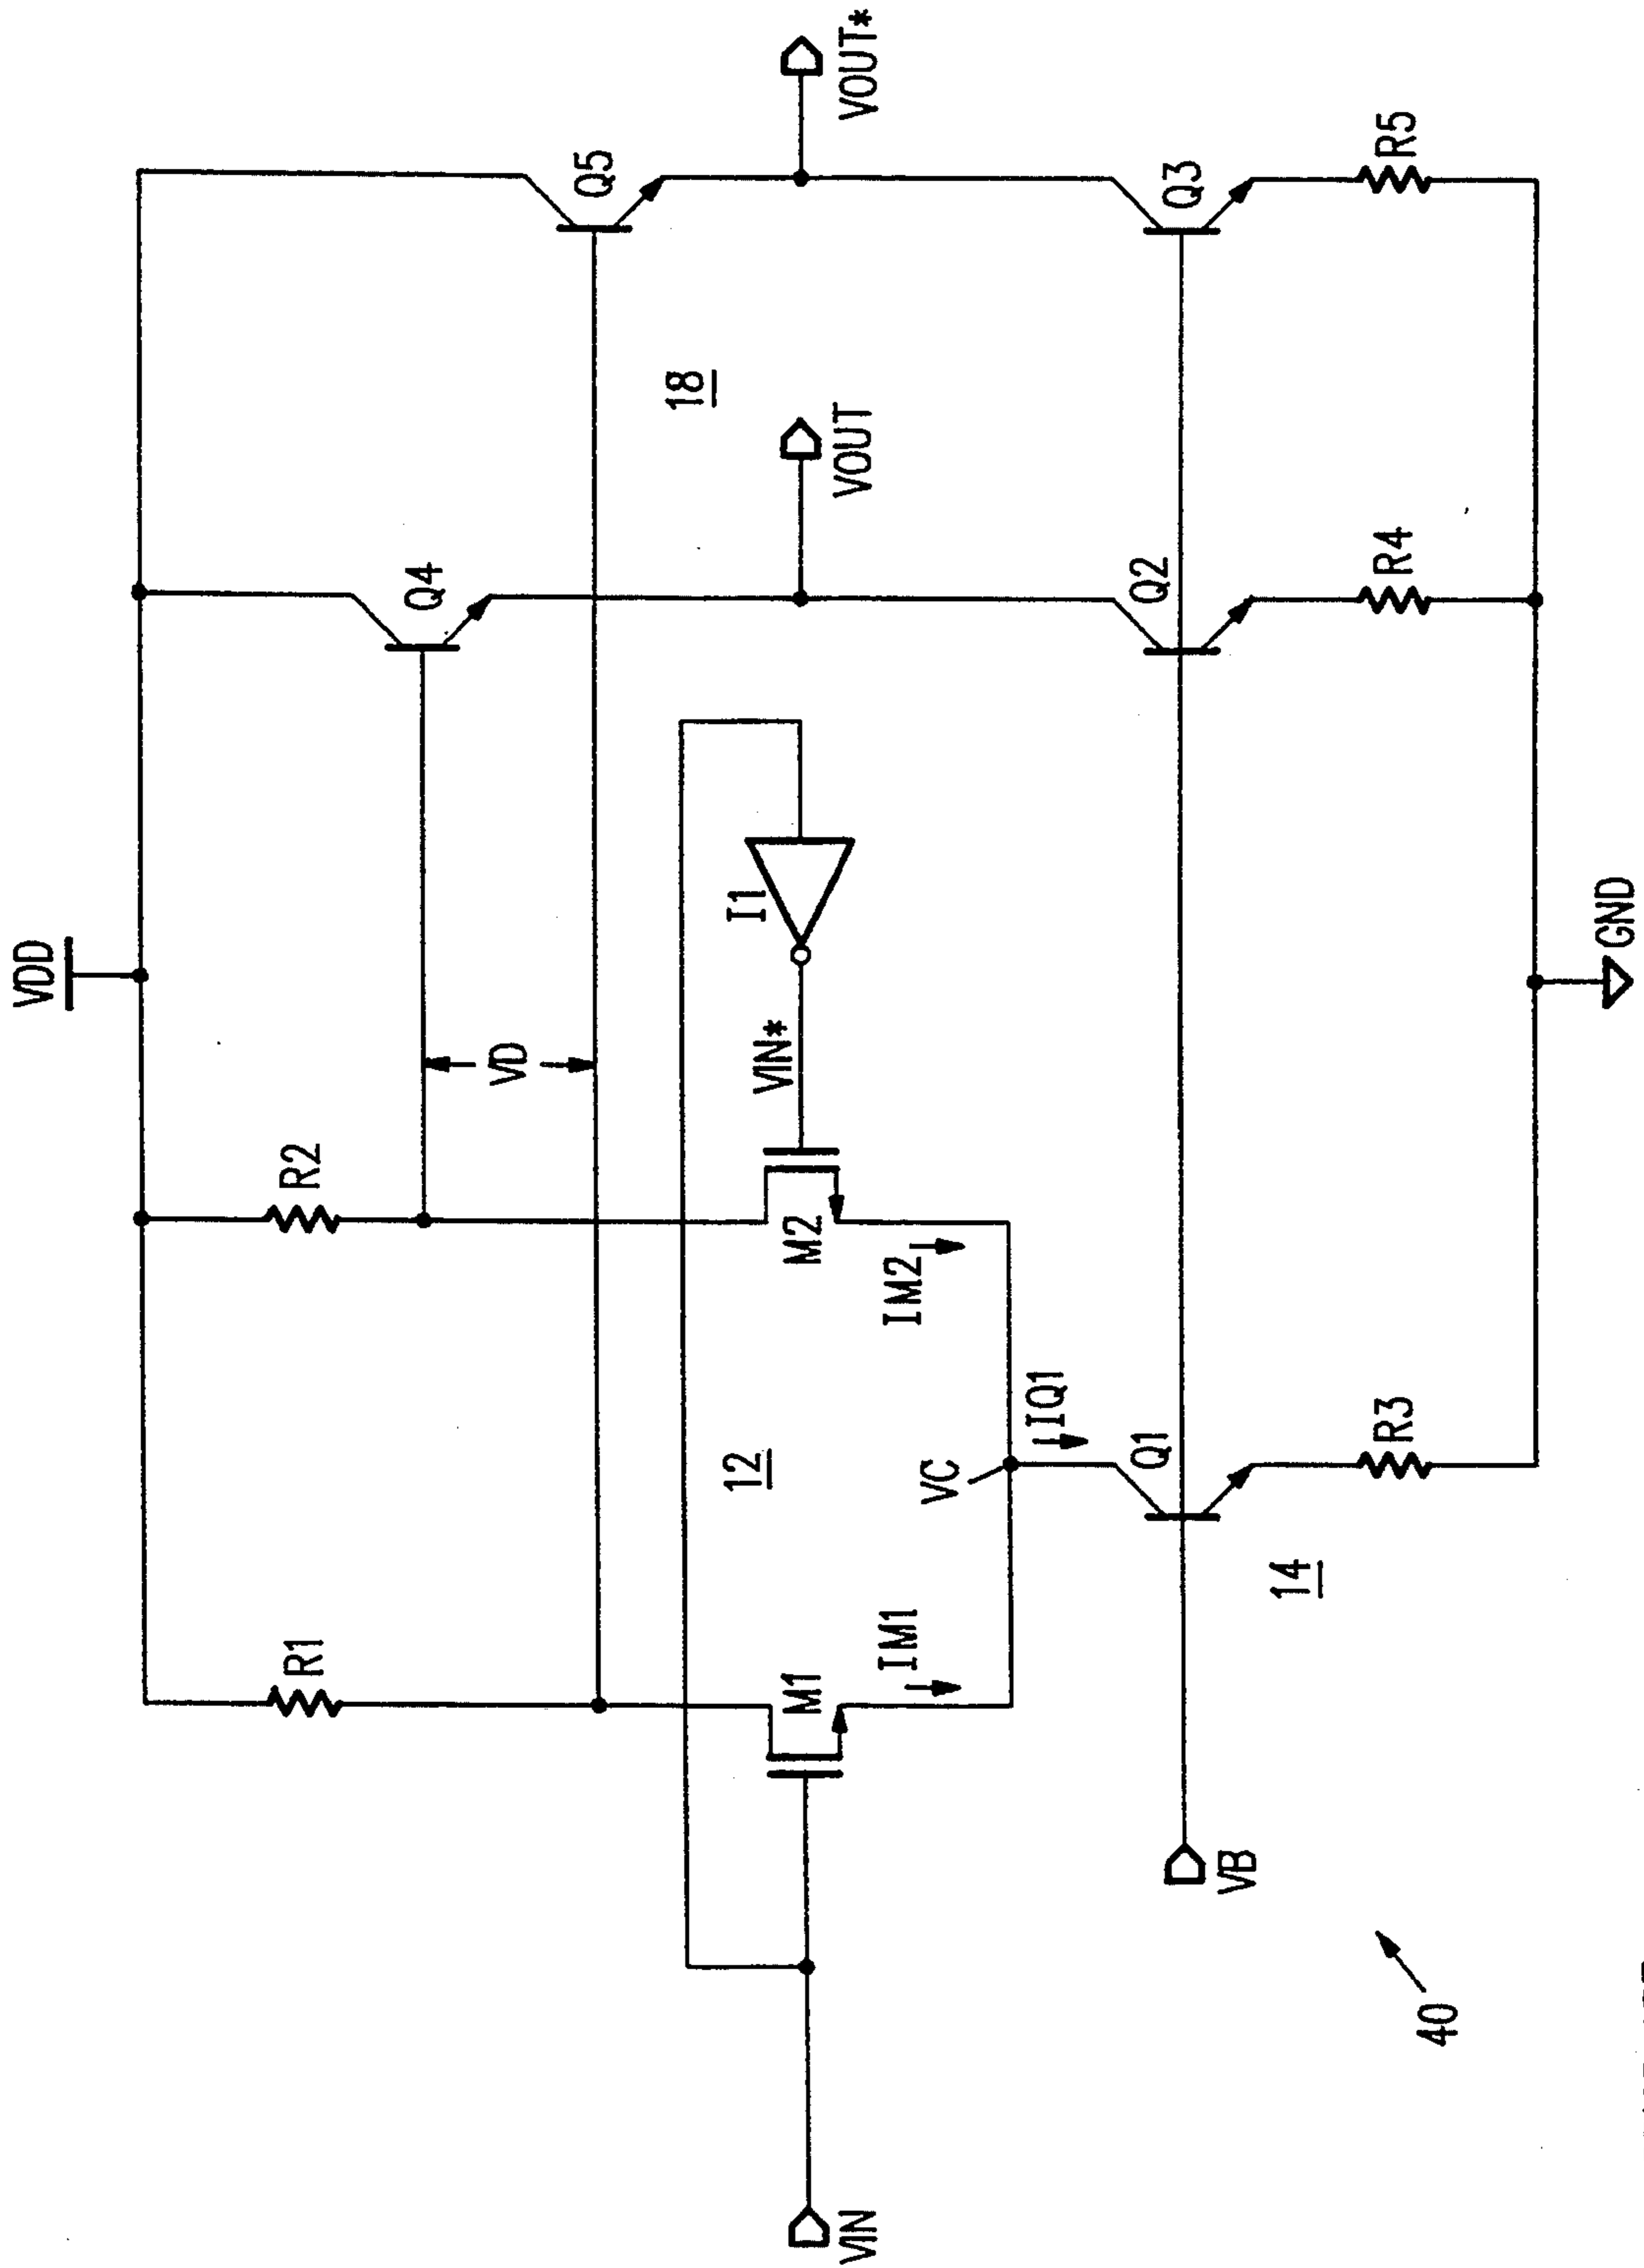 VDD
R1
R2
Q4
Q5
VD
18
VOUT
VOUT*
12
I1
VIN*
VIN
M1
M2
IM1
IM2
VC
IQ1
Q1
Q2
Q3
VB
14
R3
R4
R5
GND
40